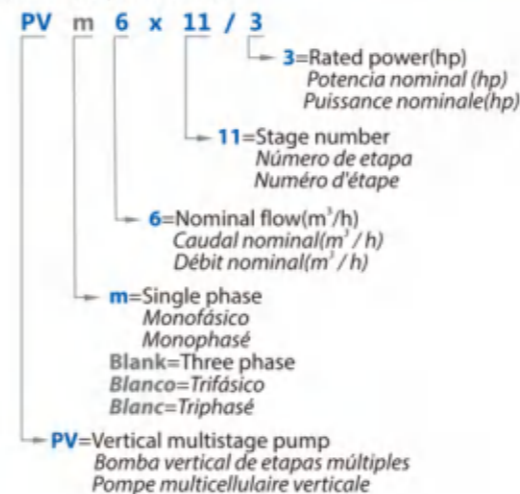 PV m 6 x 11 / 3
3=Rated power(hp)
Potencia nominal (hp)
Puissance nominale(hp)
11=Stage number
Número de etapa
Numéro d'étape
6=Nominal flow(m³/h)
Caudal nominal(m³/h)
Débit nominal(m³/h)
m=Single phase
Monofásico
Monophasé
Blank=Three phase
Blanco=Trifásico
Blanc=Triphasé
PV=Vertical multistage pump
Bomba vertical de etapas múltiples
Pompe multicellulaire verticale